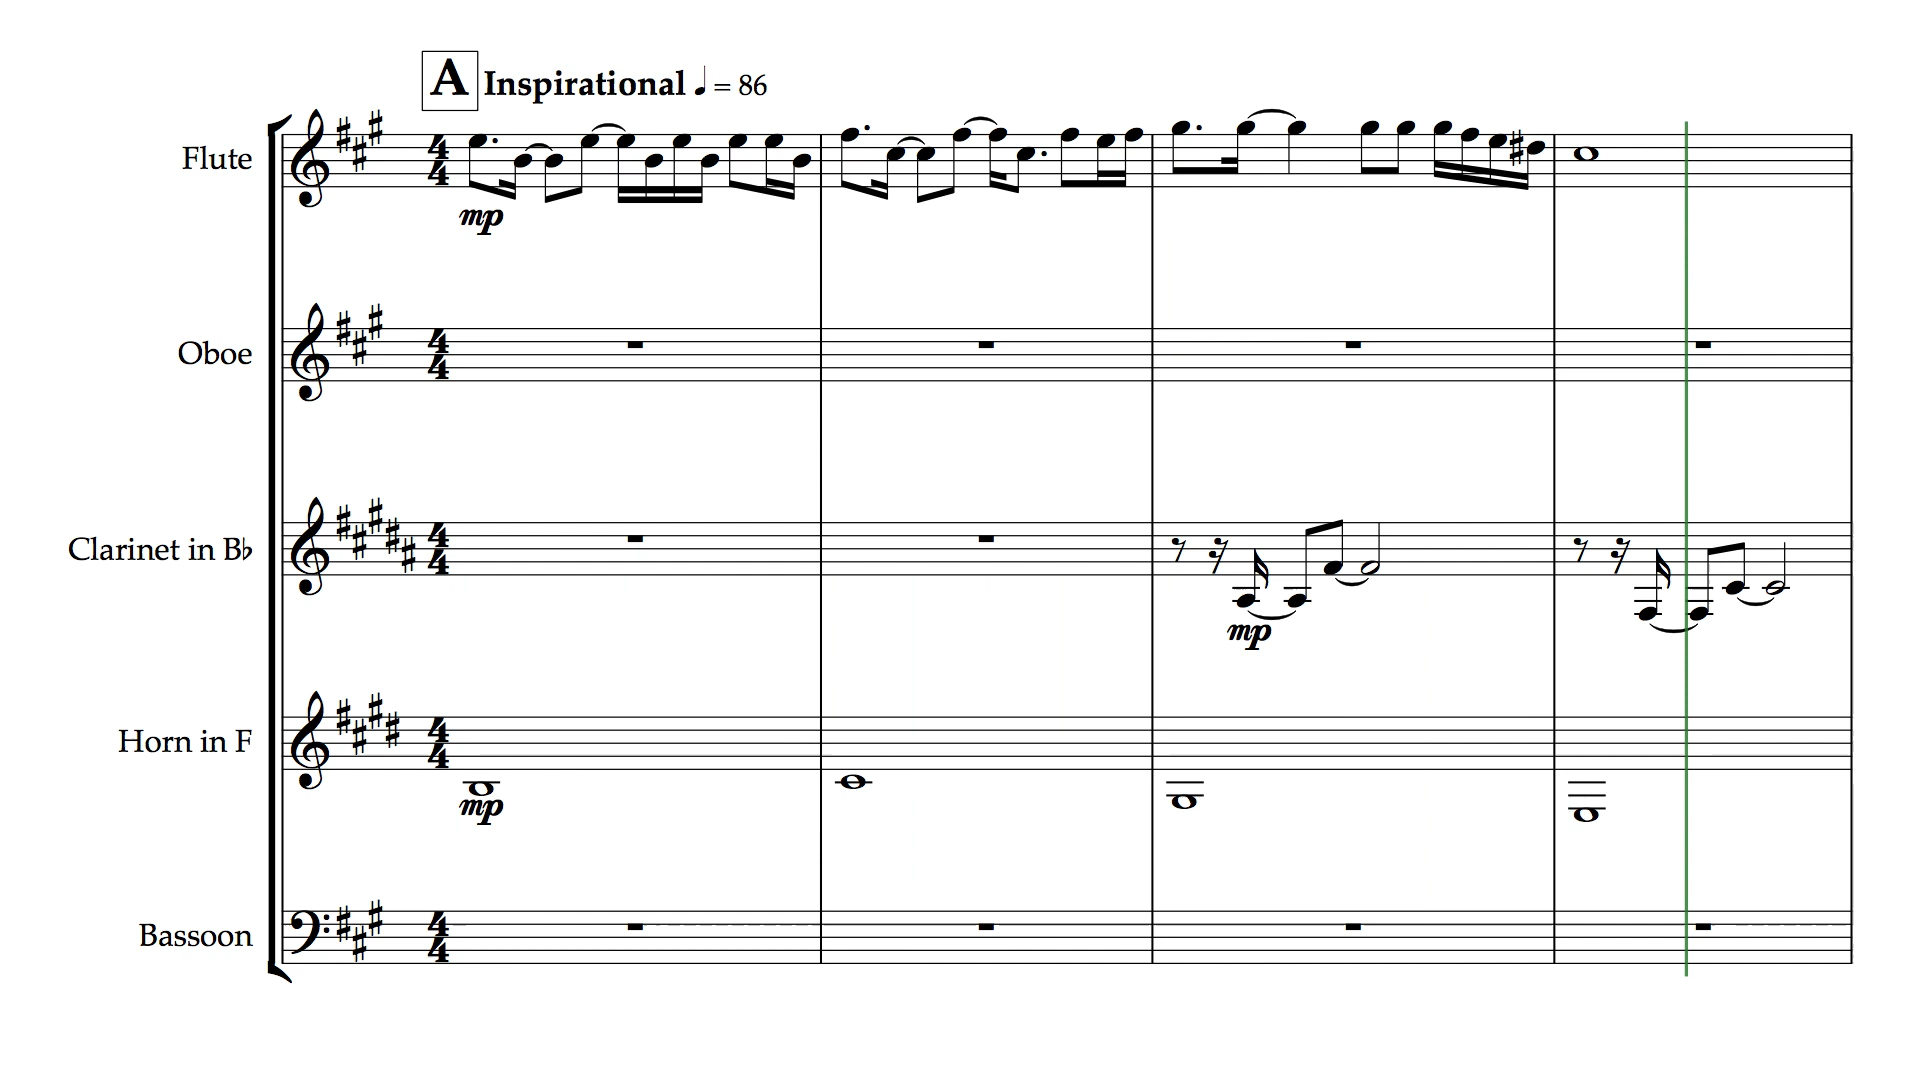 A Inspirational ♩ = 86
Flute
mp
Oboe
Clarinet in B♭
mp
Horn in F
mp
Bassoon